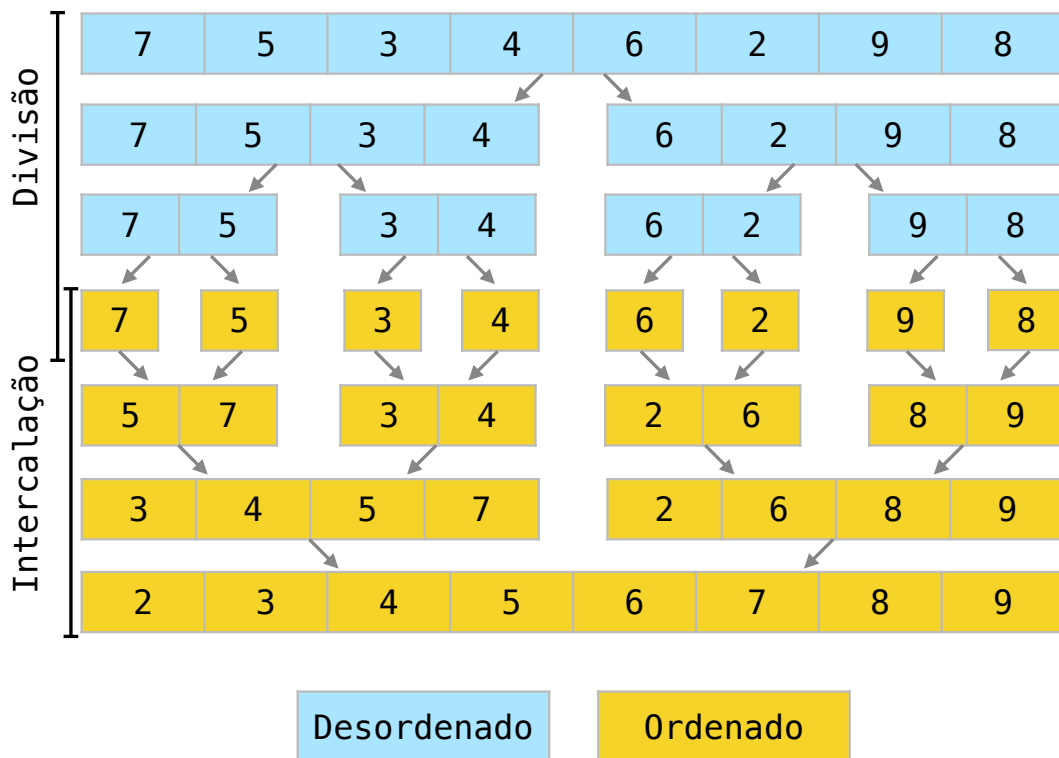 Divisão
Intercalação
7 5 3 4 6 2 9 8
7 5 3 4 6 2 9 8
7 5 3 4 6 2 9 8
7 5 3 4 6 2 9 8
5 7 3 4 2 6 8 9
3 4 5 7 2 6 8 9
2 3 4 5 6 7 8 9
Desordenado Ordenado